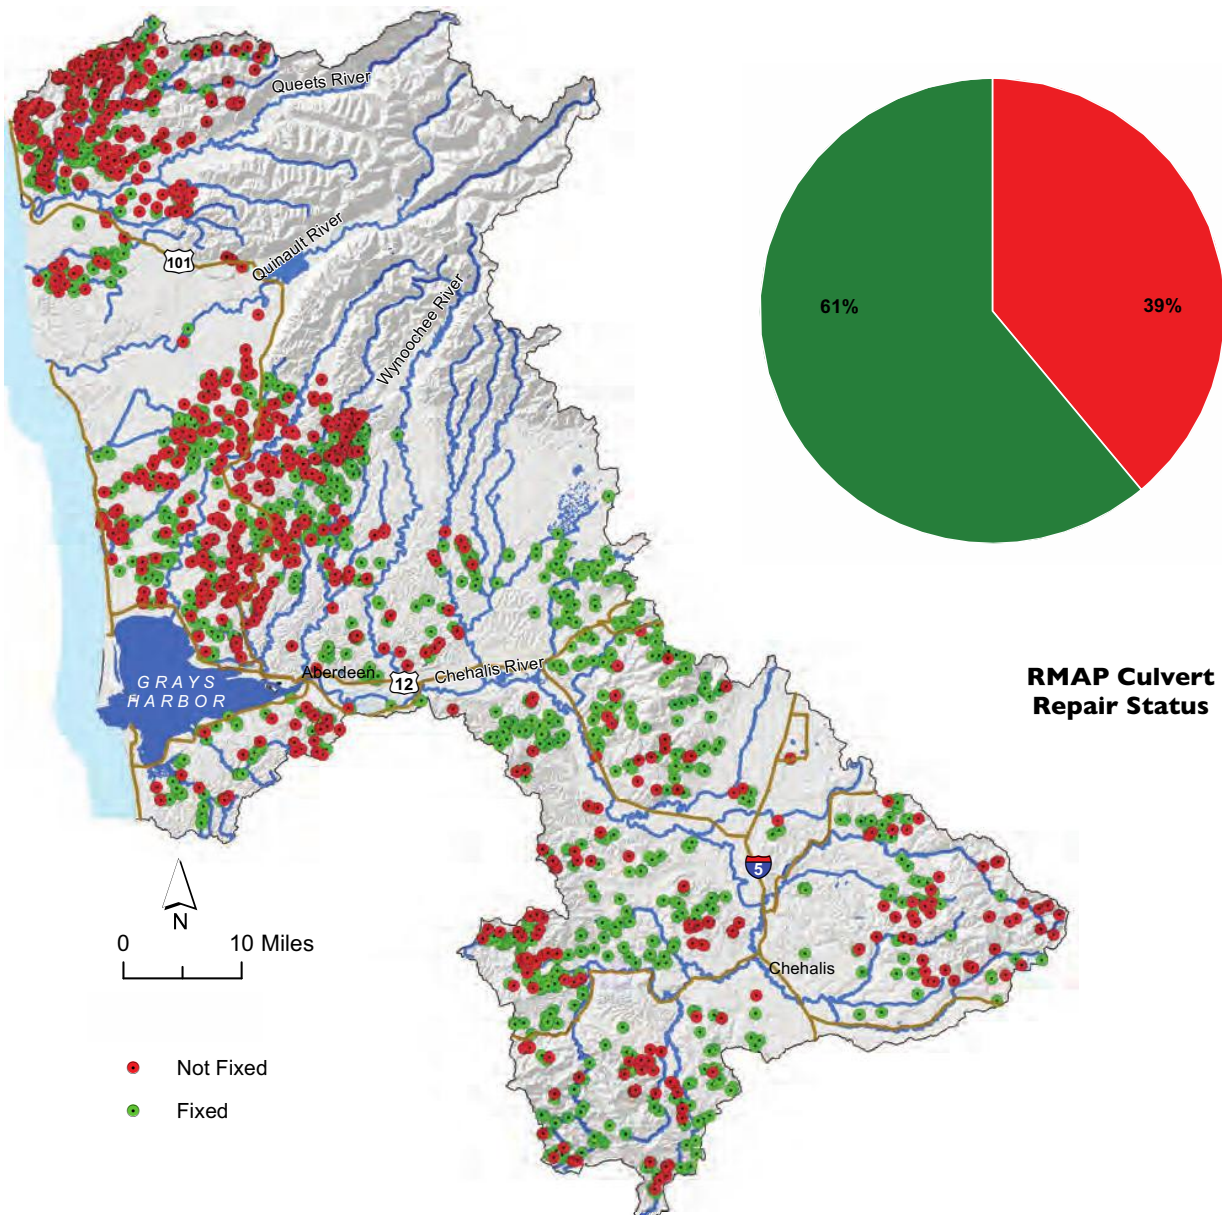 Queets River
101
Quinault River
Wynoochee River
61%
39%
GRAYS
HARBOR
Aberdeen
12
Chehalis River
RMAP Culvert
Repair Status
5
N
0 10 Miles
Chehalis
Not Fixed
Fixed